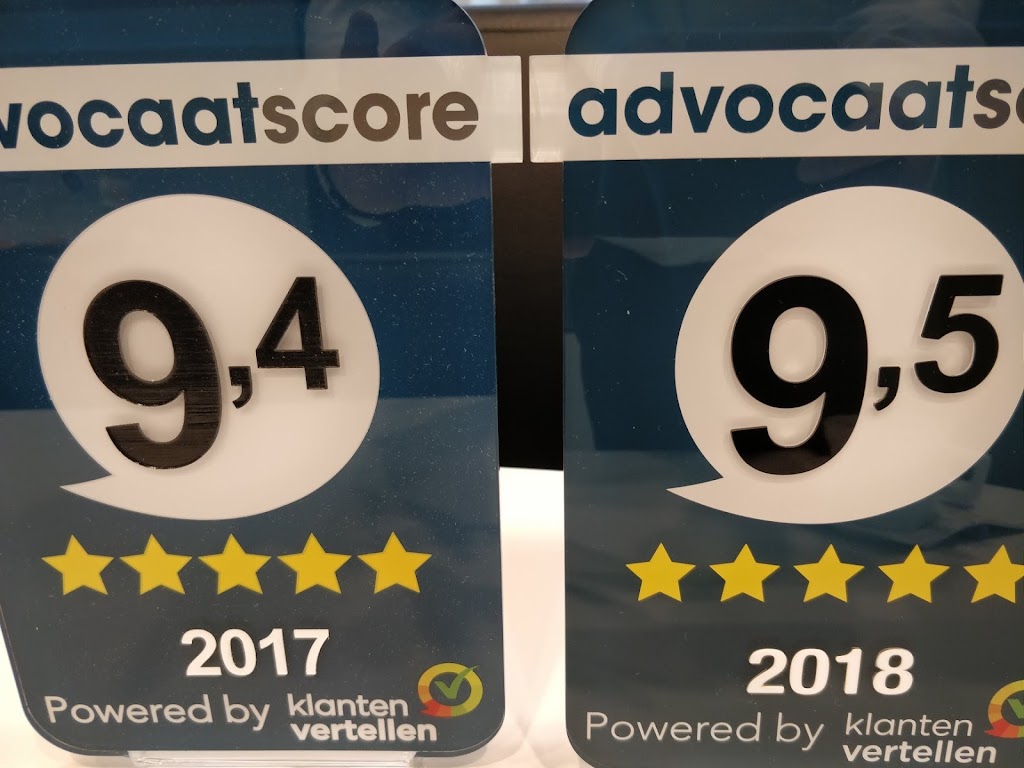 vocaatscore
9,4
2017
Powered by klanten
vertellen
advocaatsc
9,5
2018
Powered by klanten
vertellen